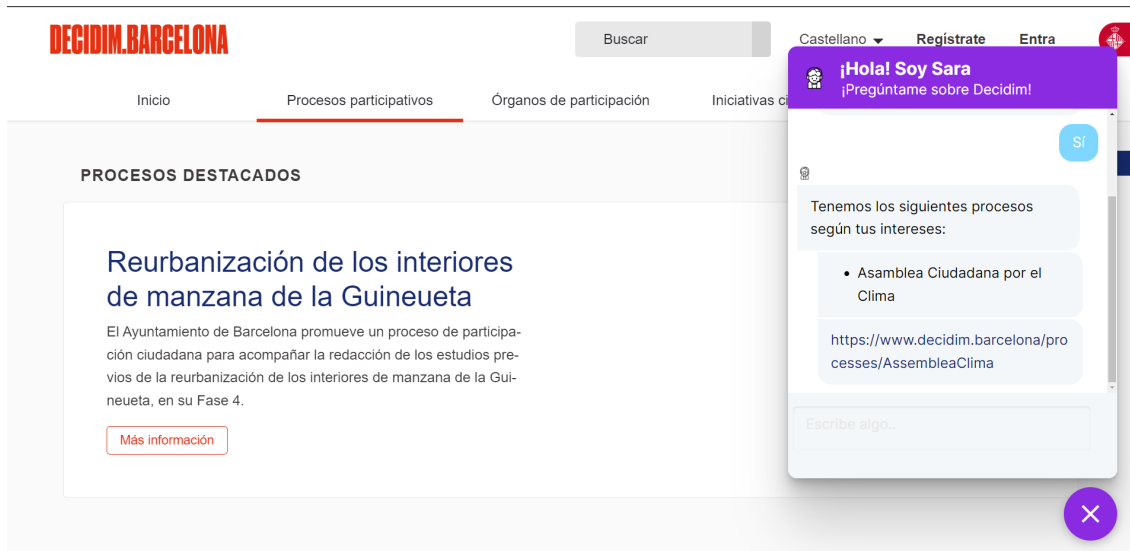 DECIDIM.BARCELONA
Buscar
Castellano
Regístrate
Entra
Inicio
Procesos participativos
Órganos de participación
Iniciativas ci
PROCESOS DESTACADOS
Reurbanización de los interiores
de manzana de la Guineueta
El Ayuntamiento de Barcelona promueve un proceso de participa-
ción ciudadana para acompañar la redacción de los estudios pre-
vios de la reurbanización de los interiores de manzana de la Gui-
neueta, en su Fase 4.
Más información
¡Hola! Soy Sara
¡Pregúntame sobre Decidim!
Sí
Tenemos los siguientes procesos
según tus intereses:
• Asamblea Ciudadana por el
Clima
https://www.decidim.barcelona/pro
cesses/AssembleaClima
Escribe algo..